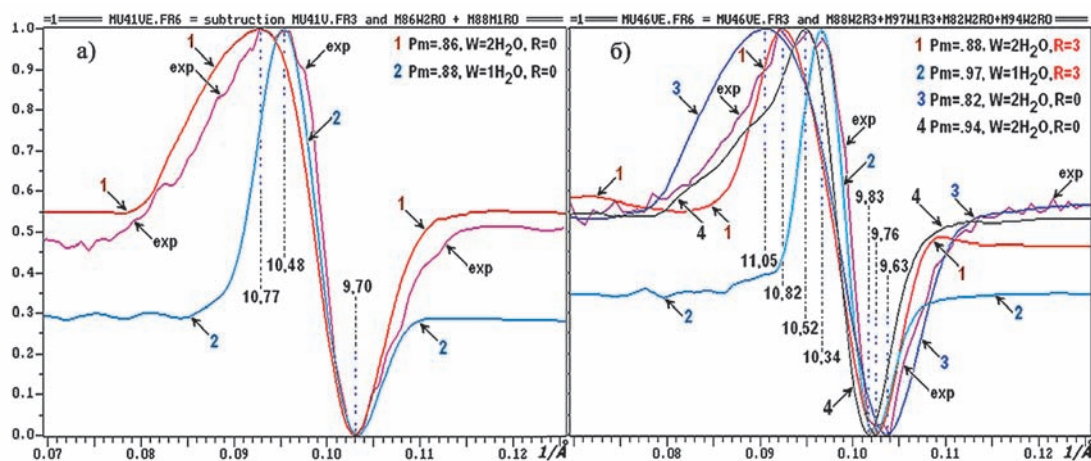 =1 MU41VE.FR6 = subtruction MU41V.FR3 and M86W2RO + M88M1RO
=1 MU46VE.FR6 = MU46VE.FR3 and M88W2R3+M97W1R3+M82W2RO+M94W2RO
1.0
0.9
0.8
0.7
0.6
0.5
0.4
0.3
0.2
0.1
0.0
a)
1
exp
exp
1 Pm=.86, W=2H2O, R=0
2 Pm=.88, W=1H2O, R=0
2
1
exp
1
exp
10,48
10,77
9,70
2
2
0.07
0.08
0.09
0.10
0.11
0.12
1/Å
б)
3
exp
1
1 Pm=.88, W=2H2O, R=3
2 Pm=.97, W=1H2O, R=3
3 Pm=.82, W=2H2O, R=0
4 Pm=.94, W=2H2O, R=0
exp
2
1
4
1
9,83
9,76
9,63
4
3
exp
11,05
10,82
10,52
10,34
1
2
2
3
4
exp
0.08
0.09
0.10
0.11
0.12
1/Å